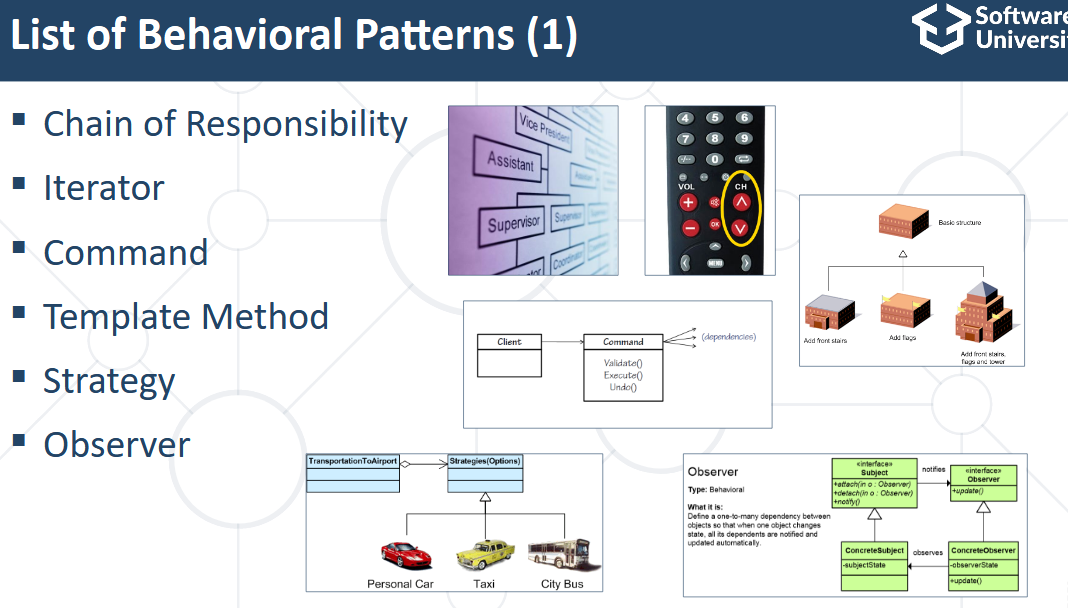 List of Behavioral Patterns (1)
Software
Universi
▪ Chain of Responsibility
▪ Iterator
▪ Command
▪ Template Method
▪ Strategy
▪ Observer
Vice President
Assistant
Supervisor
Supervisor
Coordinator
4 5 6
7 8 9
-/-- 0
VOL CH
+
OK
−
MENU
Basic structure
Add front stairs
Add flags
Add front stairs,
flags and tower
Client
Command
(dependencies)
Validate()
Execute()
Undo()
TransportationToAirport
Strategies(Options)
Personal Car
Taxi
City Bus
Observer
Type: Behavioral
What it is:
Define a one-to-many dependency between
objects so that when one object changes
state, all its dependents are notified and
updated automatically.
«interface»
Subject
+attach(in o : Observer)
+detach(in o : Observer)
+notify()
notifies
«interface»
Observer
+update()
ConcreteSubject
-subjectState
observes
ConcreteObserver
-observerState
+update()